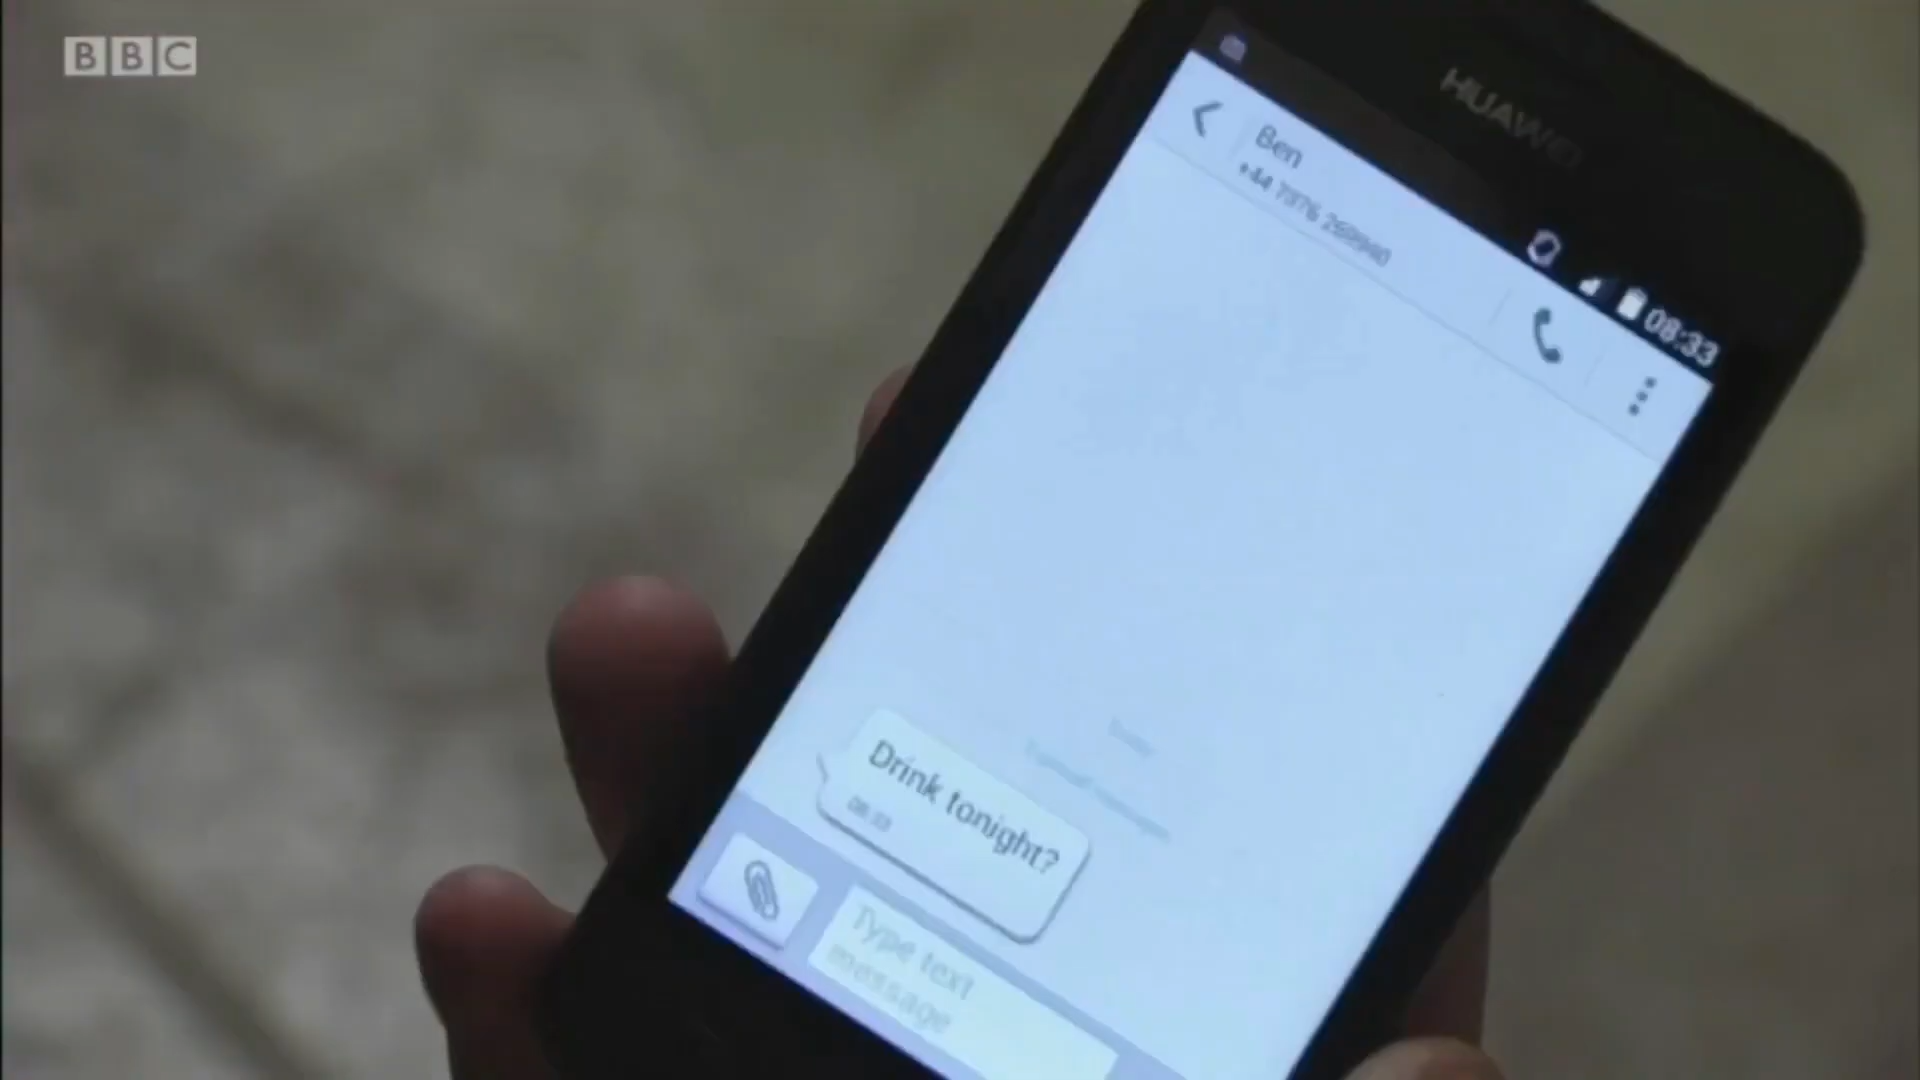 BBC
HUAWEI
08:33
Ben
Drink tonight?
Type text
message